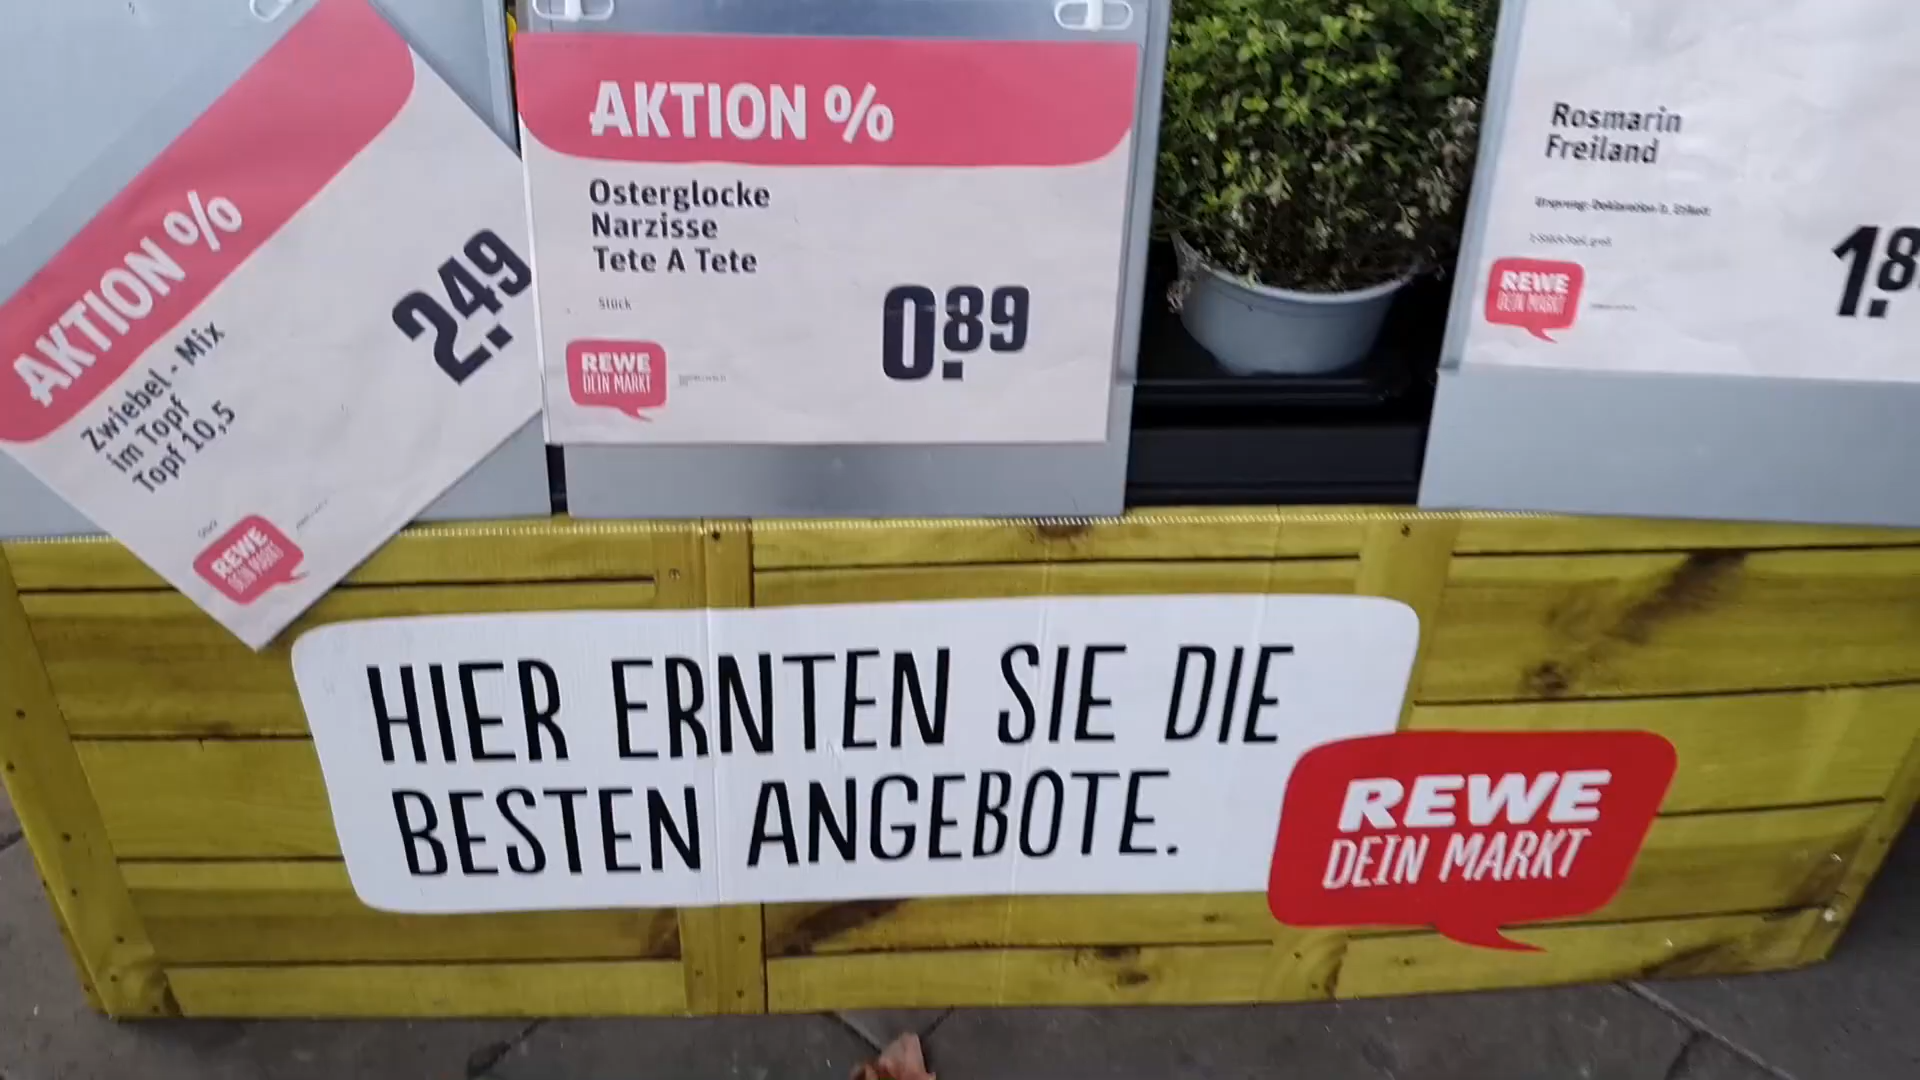 AKTION %
Zwiebel - Mix
im Topf
Topf 10,5
2.49
Stück
REWE
DEIN MARKT
AKTION %
Osterglocke
Narzisse
Tete A Tete
Stück
0.89
REWE
DEIN MARKT
Rosmarin
Freiland
REWE
DEIN MARKT
HIER ERNTEN SIE DIE
BESTEN ANGEBOTE.
REWE
DEIN MARKT